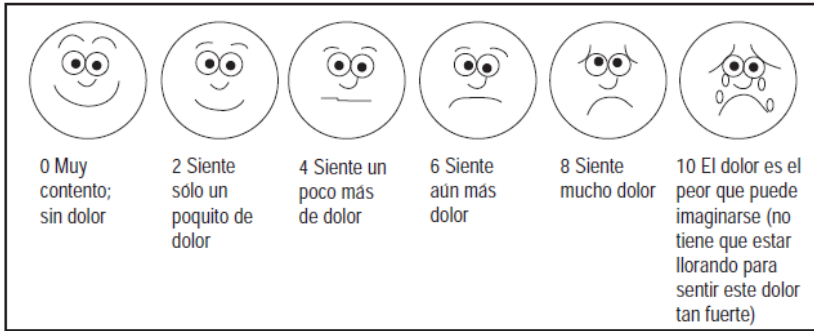 0 Muy
contento;
sin dolor
2 Siente
sólo un
poquito de
dolor
4 Siente un
poco más
de dolor
6 Siente
aún más
dolor
8 Siente
mucho dolor
10 El dolor es el
peor que puede
imaginarse (no
tiene que estar
llorando para
sentir este dolor
tan fuerte)